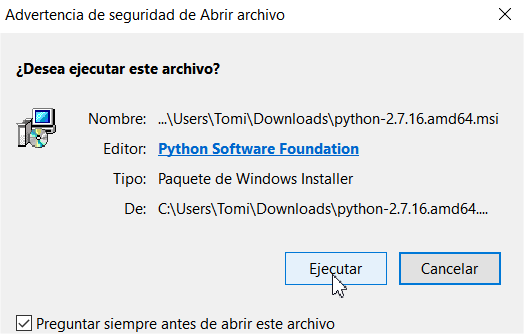 Advertencia de seguridad de Abrir archivo
¿Desea ejecutar este archivo?
Nombre: ...\Users\Tomi\Downloads\python-2.7.16.amd64.msi
Editor: Python Software Foundation
Tipo: Paquete de Windows Installer
De: C:\Users\Tomi\Downloads\python-2.7.16.amd64....
Ejecutar Cancelar
Preguntar siempre antes de abrir este archivo